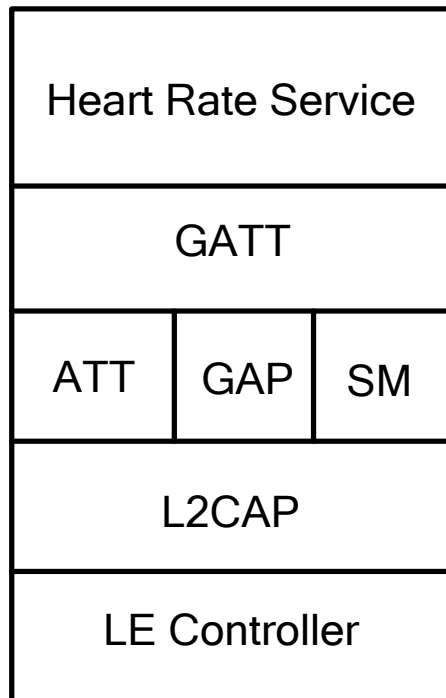 Heart Rate Service
GATT
ATT GAP SM
L2CAP
LE Controller